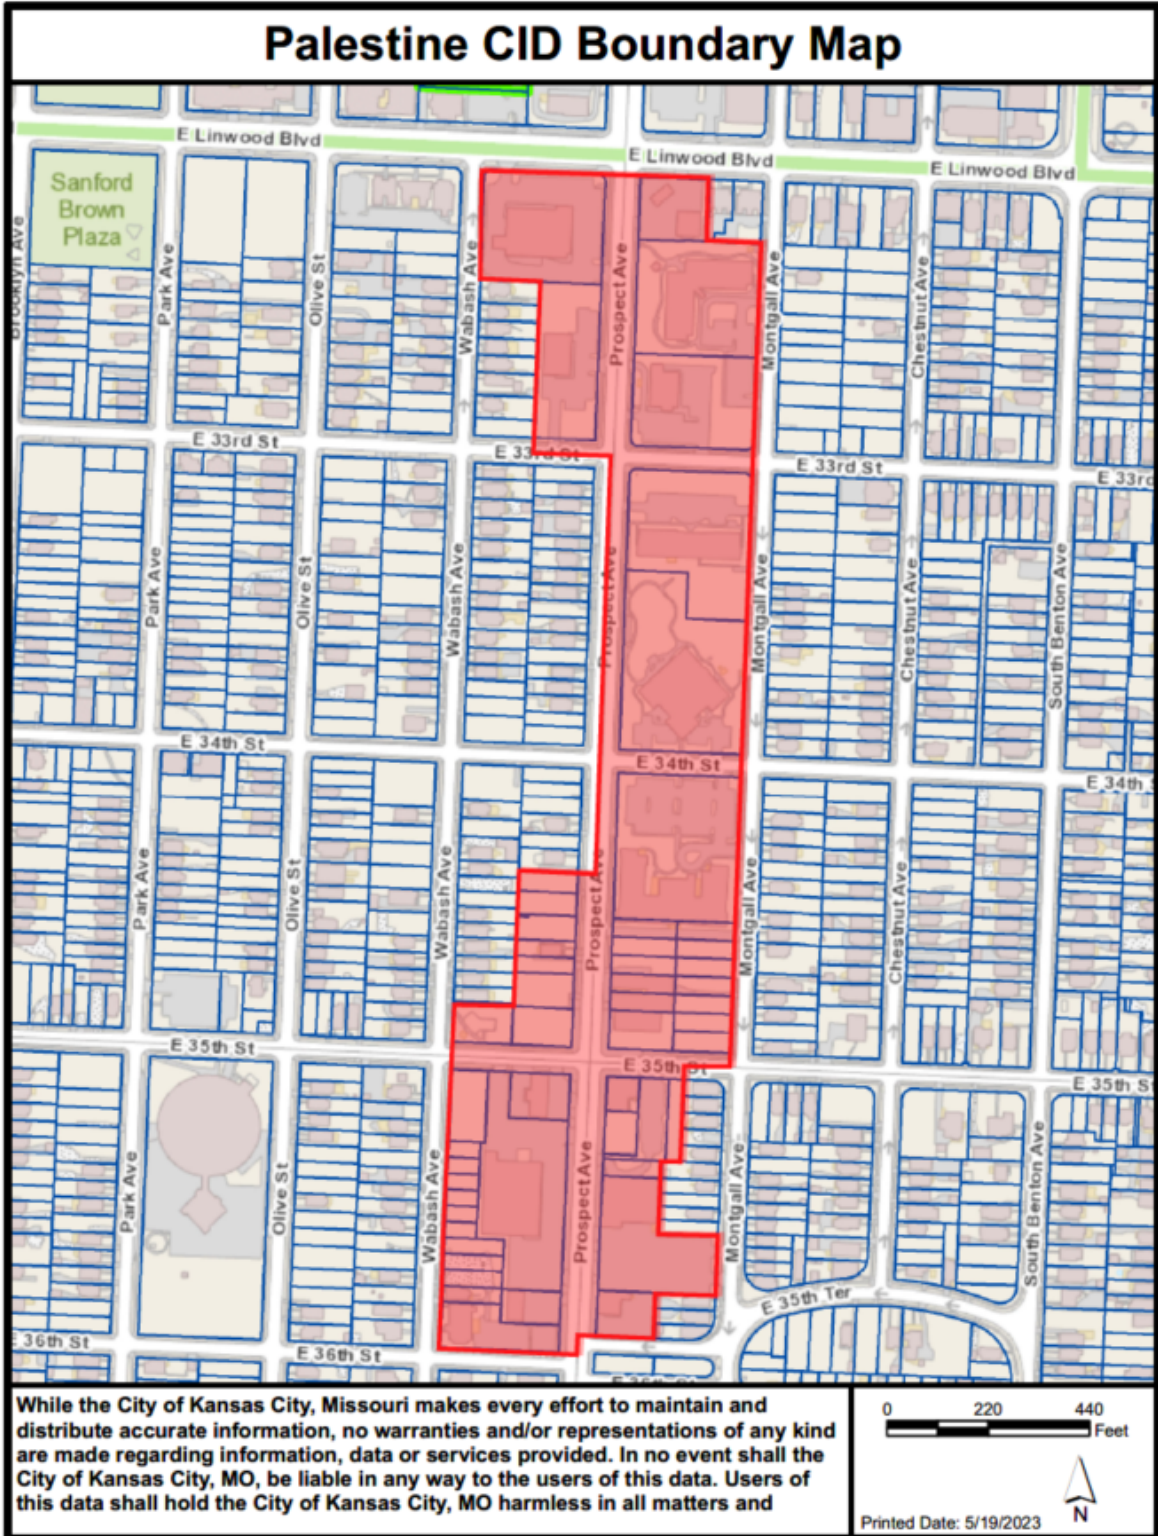 Palestine CID Boundary Map
E Linwood Blvd
E Linwood Blvd
E Linwood Blvd
Sanford
Brown
Plaza
Brooklyn Ave
Park Ave
Olive St
Wabash Ave
Prospect Ave
Montgall Ave
Chestnut Ave
E 33rd St
E 33rd St
E 33rd St
E 33rd
Park Ave
Olive St
Wabash Ave
Prospect Ave
Montgall Ave
Chestnut Ave
South Benton Ave
E 34th St
E 34th St
E 34th
Park Ave
Olive St
Wabash Ave
Prospect Ave
Montgall Ave
Chestnut Ave
E 35th St
E 35th St
E 35th St
Park Ave
Olive St
Wabash Ave
Prospect Ave
Montgall Ave
South Benton Ave
E 35th Ter
E 36th St
E 36th St
While the City of Kansas City, Missouri makes every effort to maintain and
distribute accurate information, no warranties and/or representations of any kind
are made regarding information, data or services provided. In no event shall the
City of Kansas City, MO, be liable in any way to the users of this data. Users of
this data shall hold the City of Kansas City, MO harmless in all matters and
0 220 440
Feet
N
Printed Date: 5/19/2023